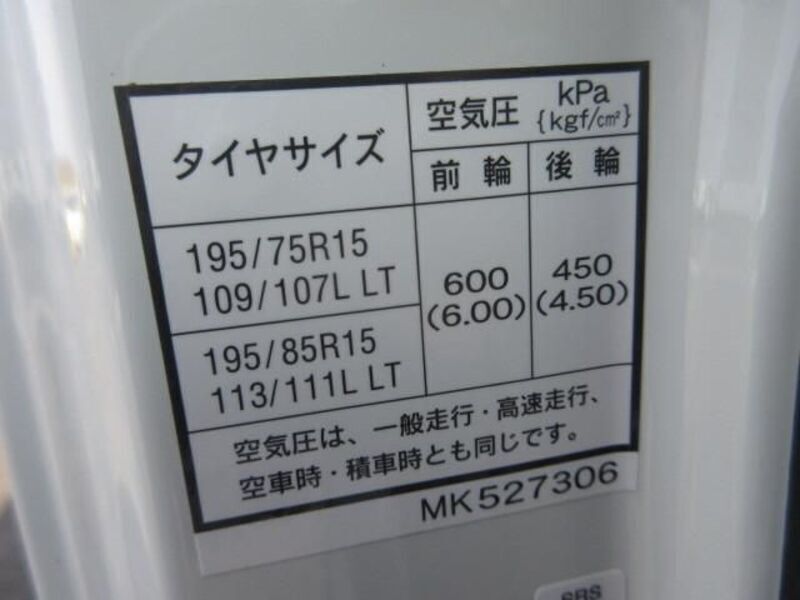 タイヤサイズ
空気圧 kPa
{kgf/cm²}
前輪 後輪
195/75R15
109/107L LT
600
(6.00)
450
(4.50)
195/85R15
113/111L LT
空気圧は、一般走行・高速走行、
空車時・積車時とも同じです。
MK527306
SRS